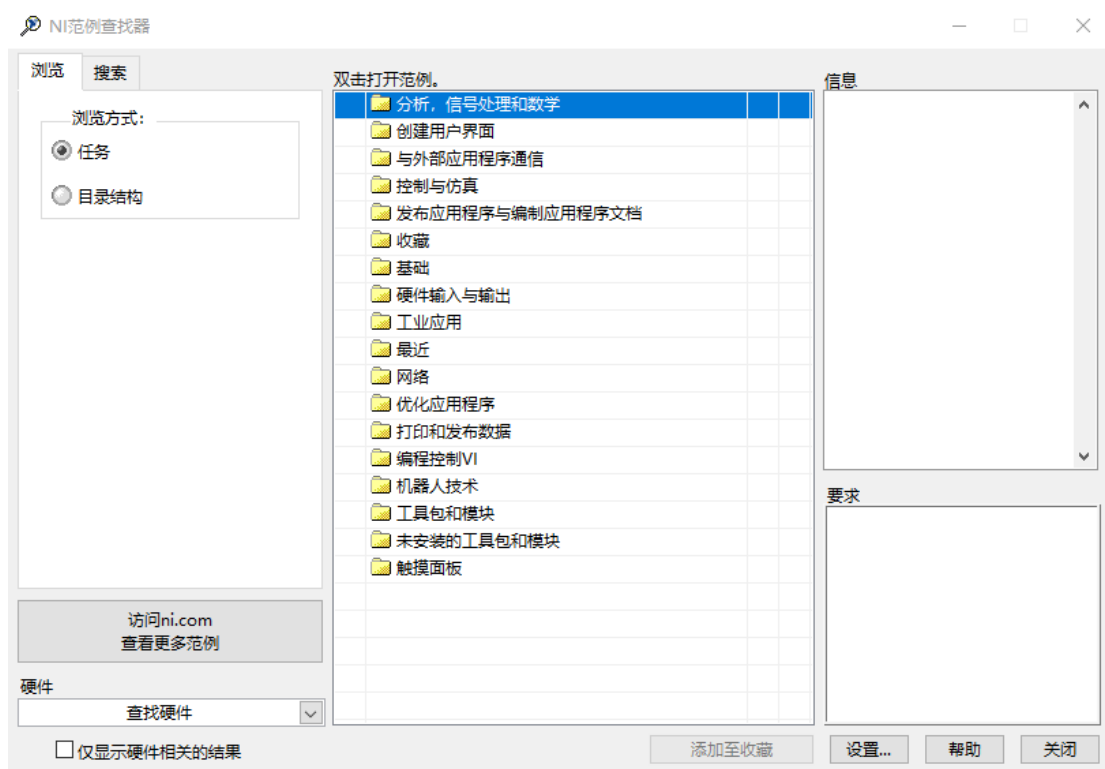 NI范例查找器
浏览
搜索
浏览方式:
任务
目录结构
访问ni.com
查看更多范例
硬件
查找硬件
仅显示硬件相关的结果
双击打开范例。
分析，信号处理和数学
创建用户界面
与外部应用程序通信
控制与仿真
发布应用程序与编制应用程序文档
收藏
基础
硬件输入与输出
工业应用
最近
网络
优化应用程序
打印和发布数据
编程控制VI
机器人技术
工具包和模块
未安装的工具包和模块
触摸面板
信息
要求
添加至收藏
设置...
帮助
关闭